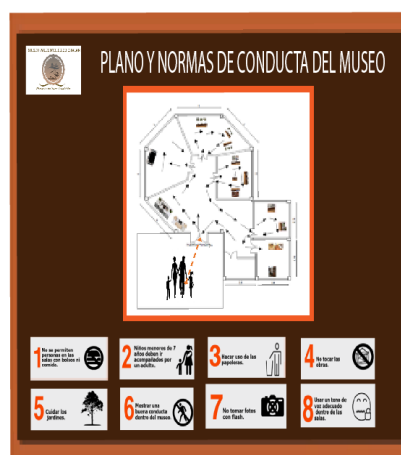 PLANO Y NORMAS DE CONDUCTA DEL MUSEO
1 No se permiten
personas en las
salas con bolsos ni
comida.
2 Niños menores de 7
años deben ir
acompañados por
un adulto.
3 Hacer uso de las
papeleras.
4 No tocar las
obras.
5 Cuidar los
jardines.
6 Mostrar una
buena conducta
dentro del museo
7 No tomar fotos
con flash.
8 Usar un tono de
voz adecuado
dentro de las
salas.